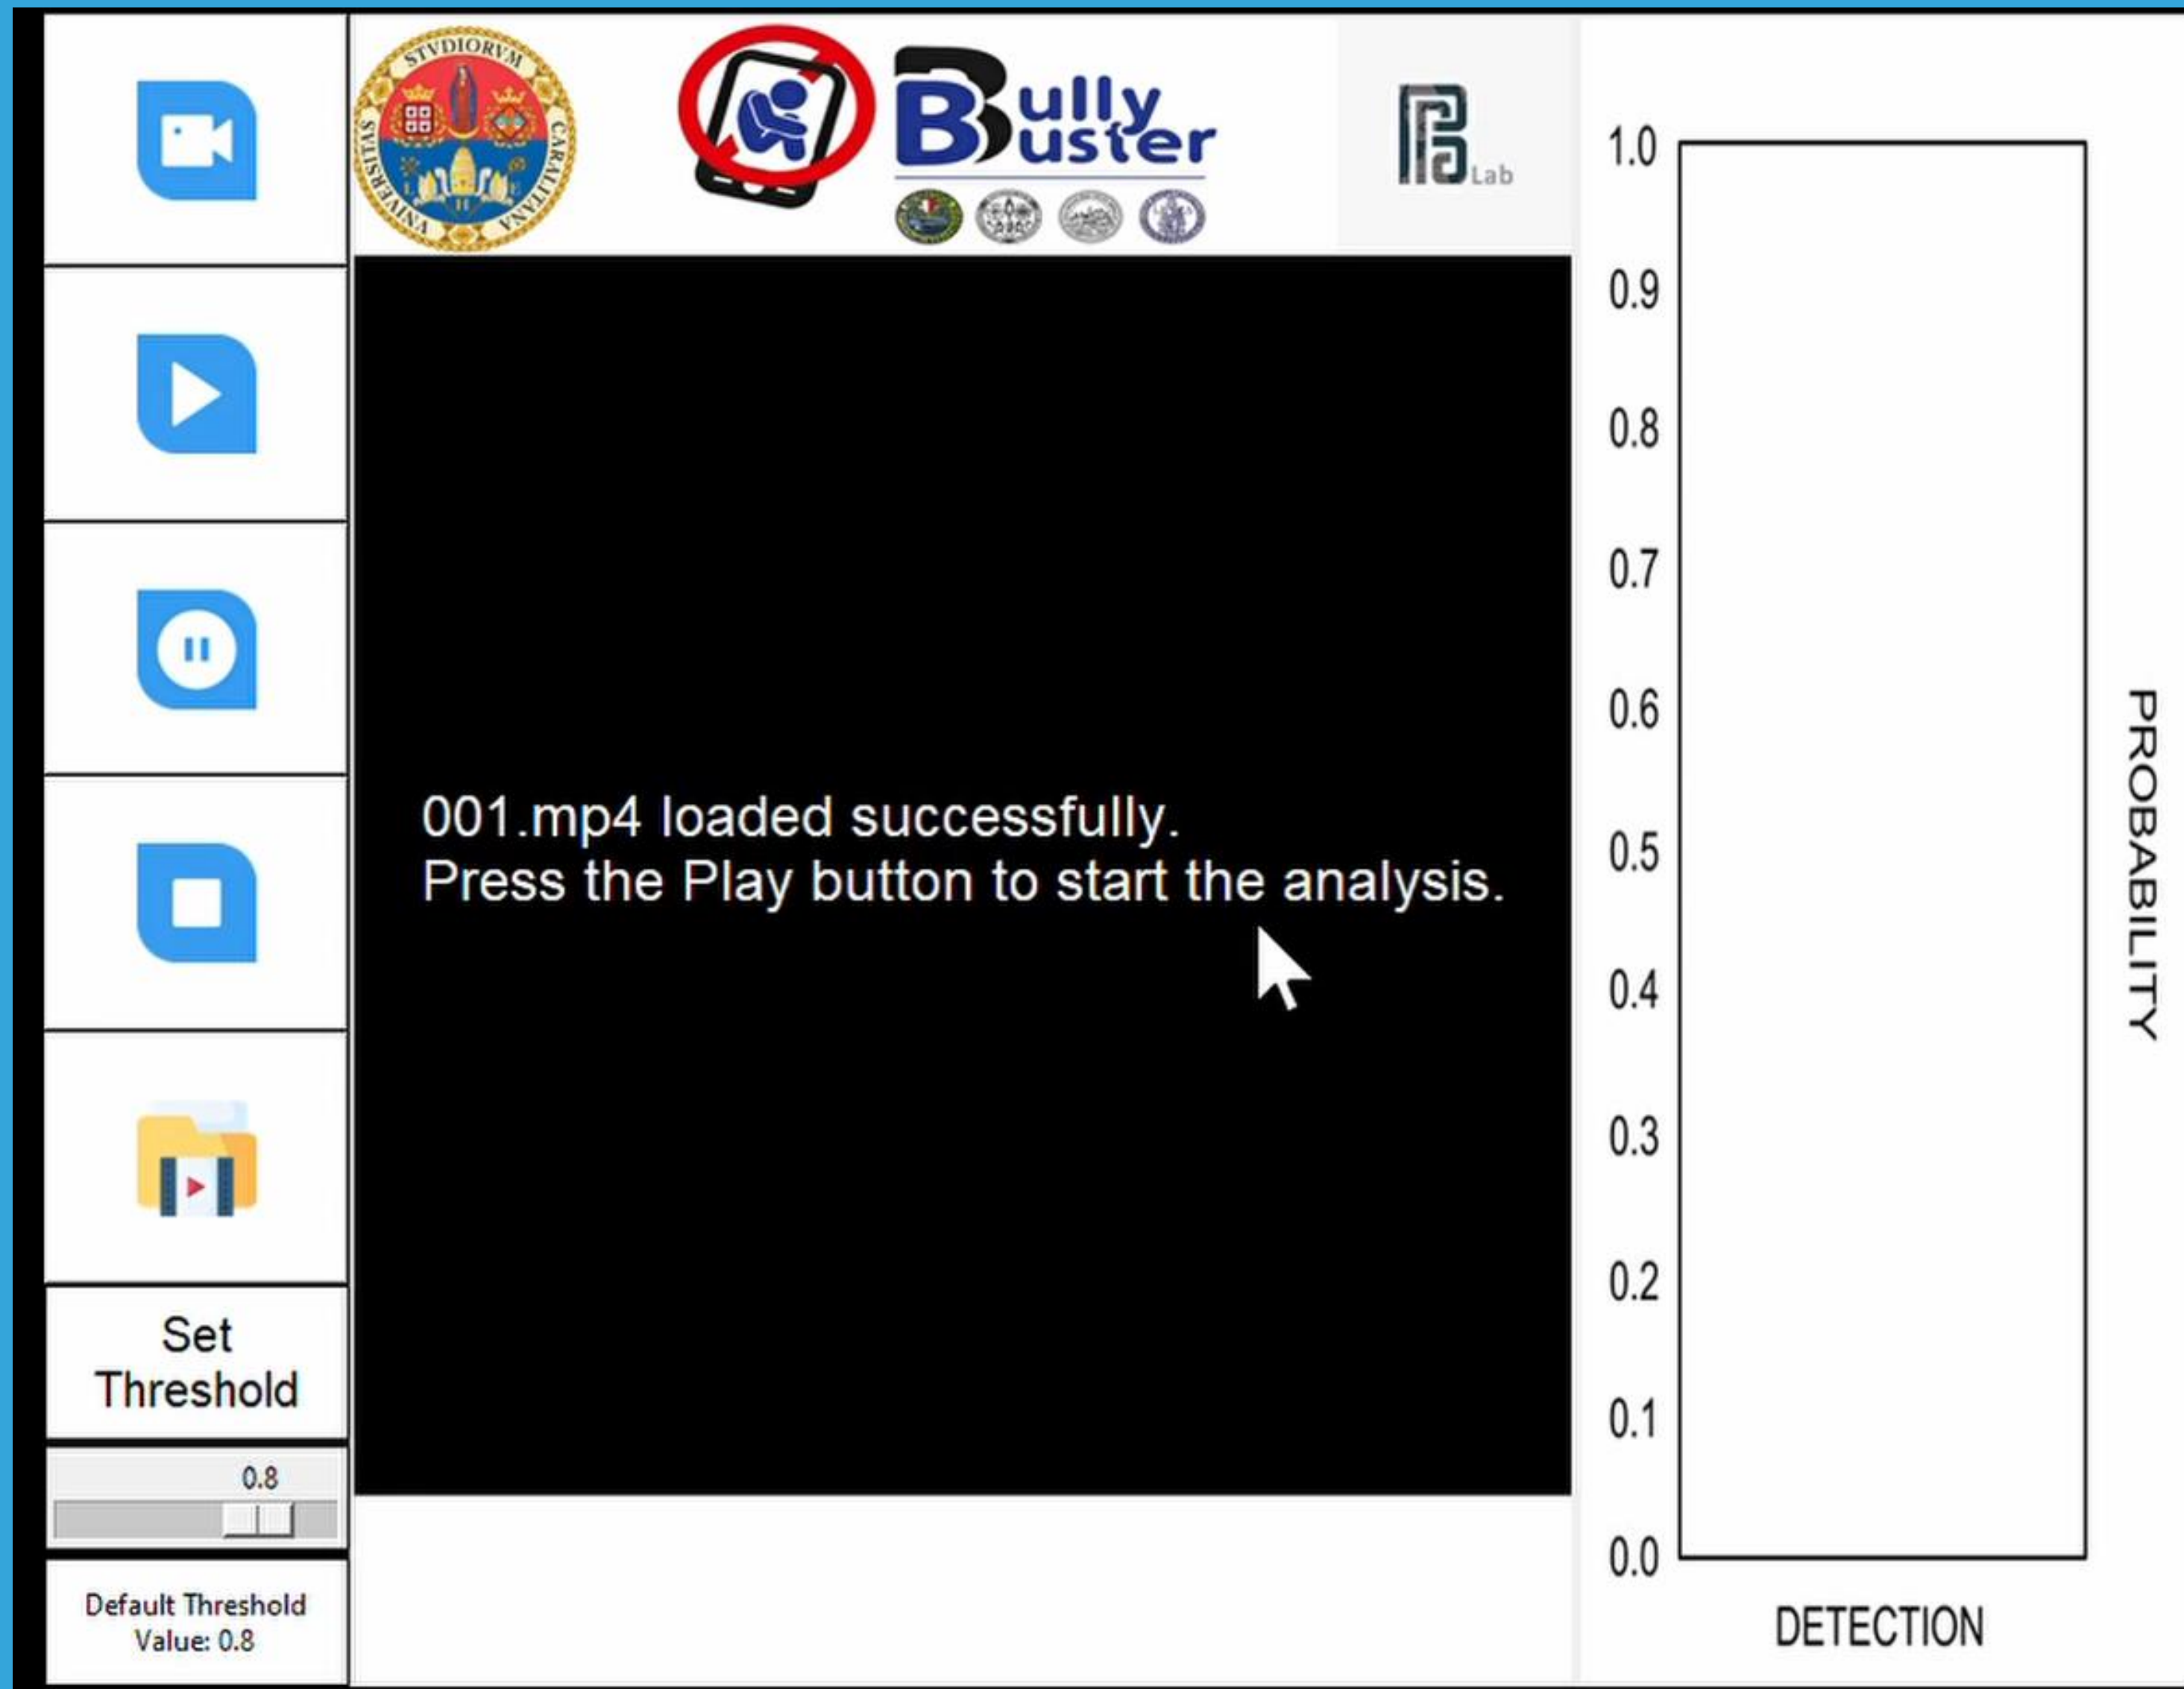 STVDIORVM
VNIVERSITAS
CARALITANA
Bully
Buster
Lab
001.mp4 loaded successfully.
Press the Play button to start the analysis.
Set
Threshold
0.8
Default Threshold
Value: 0.8
1.0
0.9
0.8
0.7
0.6
0.5
0.4
0.3
0.2
0.1
0.0
DETECTION
PROBABILITY